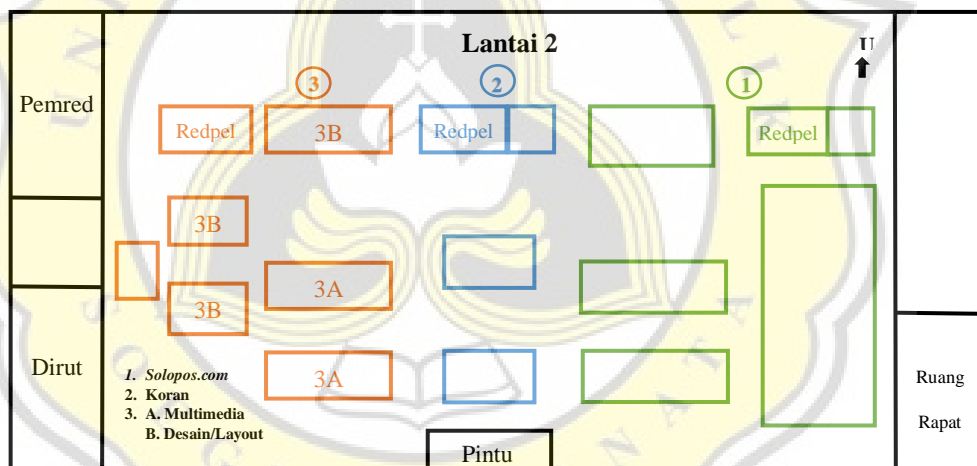 Lantai 2
U
3
2
1
Pemred
Redpel
3B
Redpel
Redpel
3B
3A
3B
Dirut
3A
1. Solopos.com
2. Koran
3. A. Multimedia
B. Desain/Layout
Ruang
Rapat
Pintu